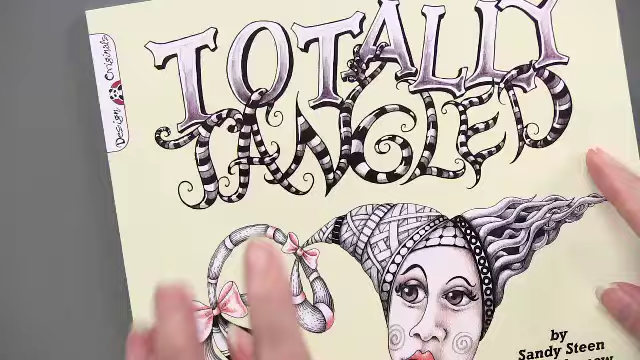 Design Originals
TOTALLY
TANGLED
by
Sandy Steen